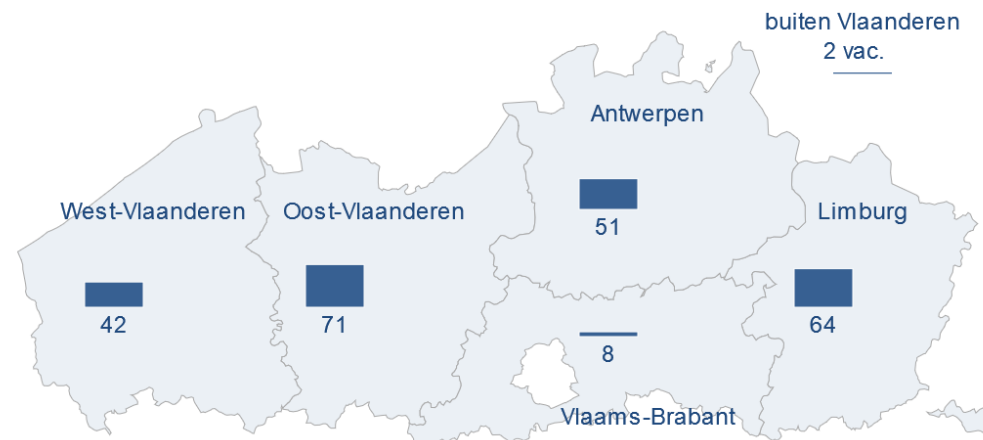 buiten Vlaanderen
2 vac.
Antwerpen
51
West-Vlaanderen
42
Oost-Vlaanderen
71
Limburg
64
8
Vlaams-Brabant